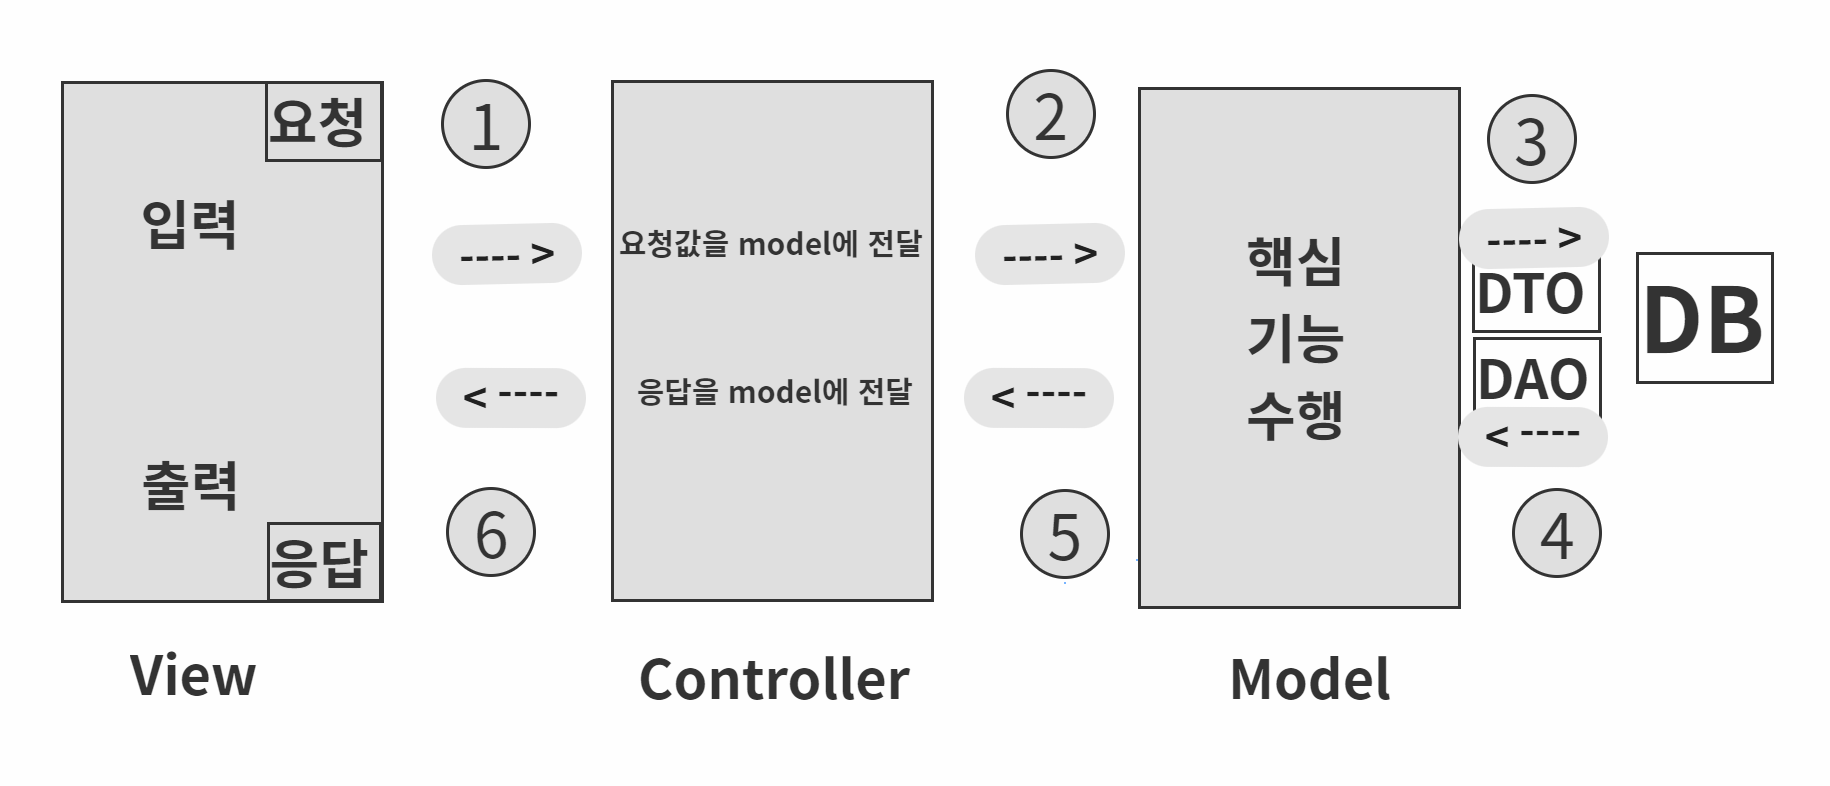 요청
입력
출력
응답
View
1
---- >
< ----
6
요청값을 model에 전달
응답을 model에 전달
Controller
2
---- >
< ----
5
핵심
기능
수행
Model
3
---- >
DTO
DAO
< ----
4
DB